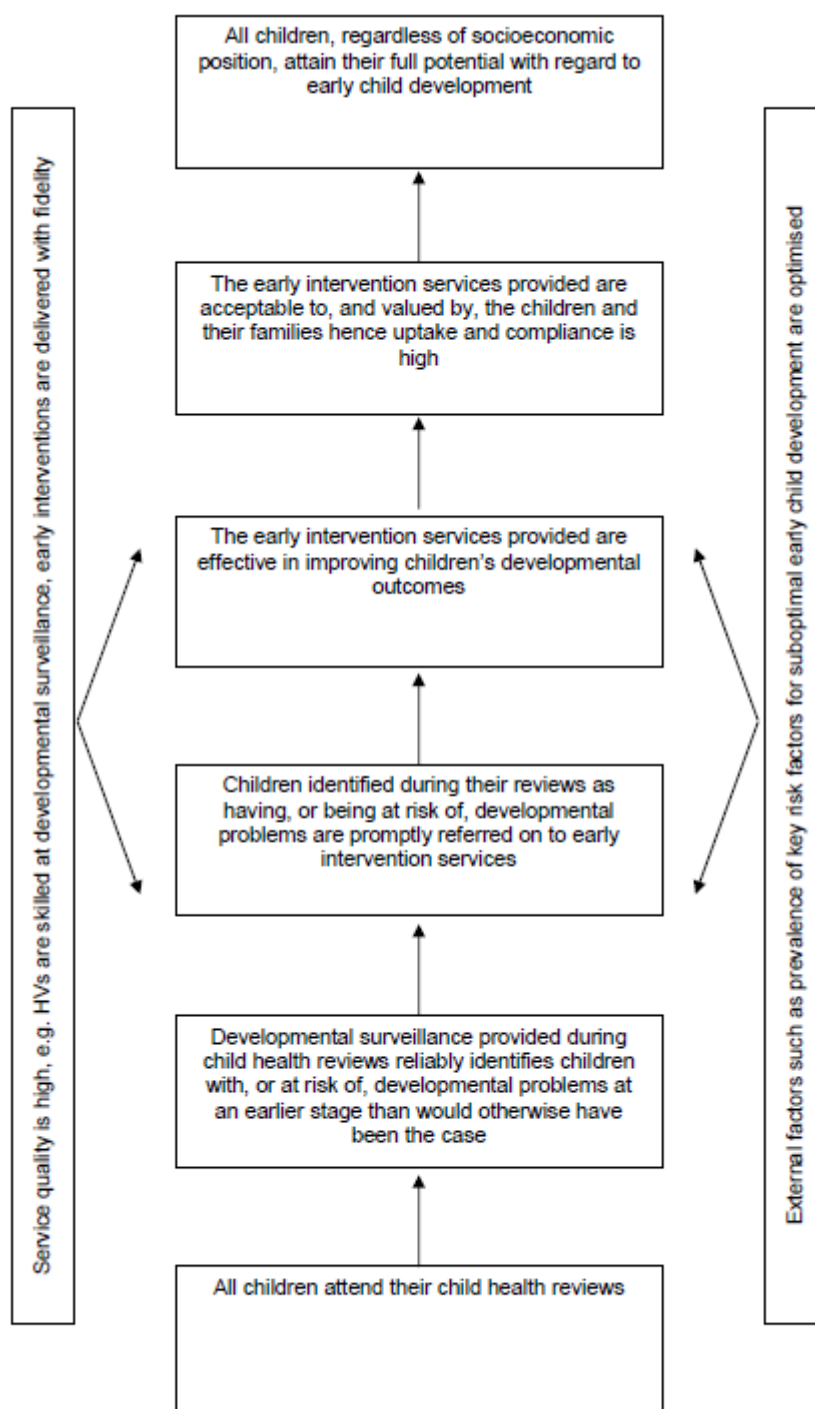 All children, regardless of socioeconomic
position, attain their full potential with regard to
early child development
Service quality is high, e.g. HVs are skilled at developmental surveillance, early interventions are delivered with fidelity
External factors such as prevalence of key risk factors for suboptimal early child development are optimised
The early intervention services provided are
acceptable to, and valued by, the children and
their families hence uptake and compliance is
high
The early intervention services provided are
effective in improving children's developmental
outcomes
Children identified during their reviews as
having, or being at risk of, developmental
problems are promptly referred on to early
intervention services
Developmental surveillance provided during
child health reviews reliably identifies children
with, or at risk of, developmental problems at
an earlier stage than would otherwise have
been the case
All children attend their child health reviews